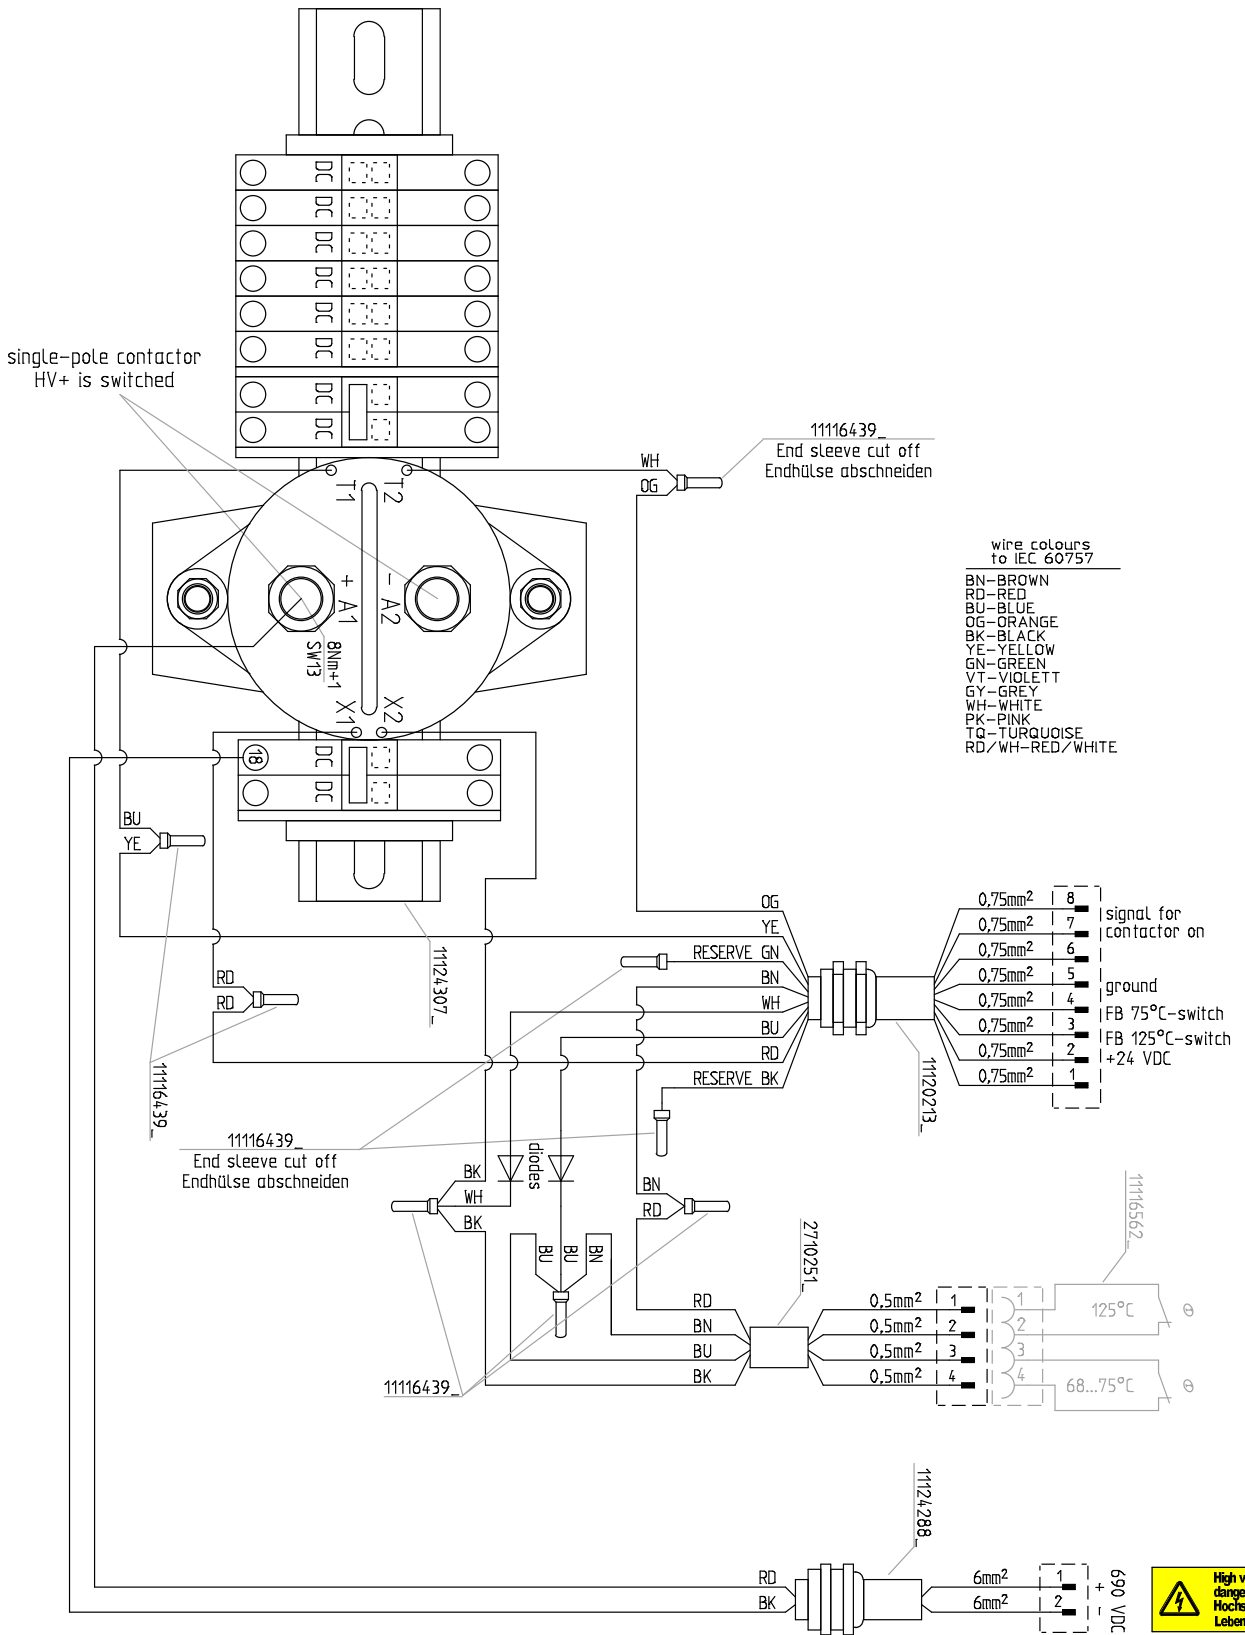 DC
DC
DC
DC
DC
DC
DC
DC
single-pole contactor
HV+ is switched
11116439_
End sleeve cut off
Endhülse abschneiden
WH
OG
T1
T2
+ A1
- A2
8Nm+1
SW13
X1
X2
18
DC
DC
wire colours
to IEC 60757
BN-BROWN
RD-RED
BU-BLUE
OG-ORANGE
BK-BLACK
YE-YELLOW
GN-GREEN
VT-VIOLETT
GY-GREY
WH-WHITE
PK-PINK
TQ-TURQUOISE
RD/WH-RED/WHITE
BU
YE
RD
RD
11124307_
11116439_
OG
YE
RESERVE GN
BN
WH
BU
RD
RESERVE BK
11120213_
0,75mm² 8
0,75mm² 7
0,75mm² 6
0,75mm² 5
0,75mm² 4
0,75mm² 3
0,75mm² 2
0,75mm² 1
signal for
contactor on
ground
FB 75°C-switch
FB 125°C-switch
+24 VDC
11116439_
End sleeve cut off
Endhülse abschneiden
diodes
BK
WH
BK
BN
RD
BU
BU
BN
11116439_
2710251_
RD
BN
BU
BK
0,5mm² 1
0,5mm² 2
0,5mm² 3
0,5mm² 4
1
2
3
4
11116562_
125°C
68...75°C
11124288_
RD
BK
6mm² 1
6mm² 2
+
-
690 VDC
High v
dange
Hochs
Leben